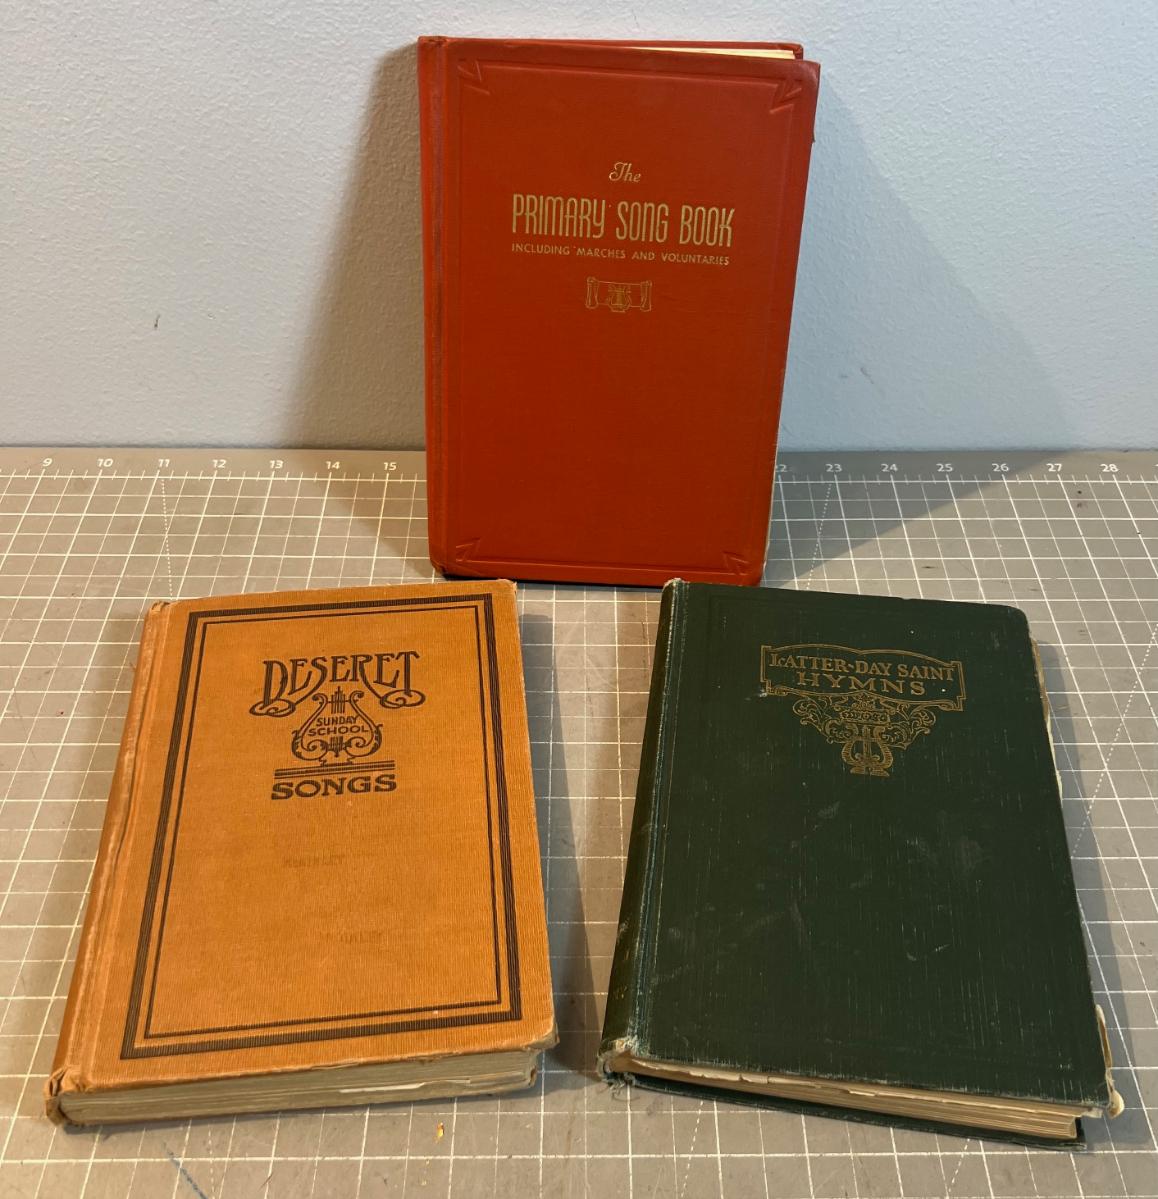 The
PRIMARY SONG BOOK
INCLUDING MARCHES AND VOLUNTARIES
9 10 11 12 13 14 15 22 23 24 25 26 27 28
DESERET
SUNDAY
SCHOOL
SONGS
LATTER-DAY SAINT
HYMNS